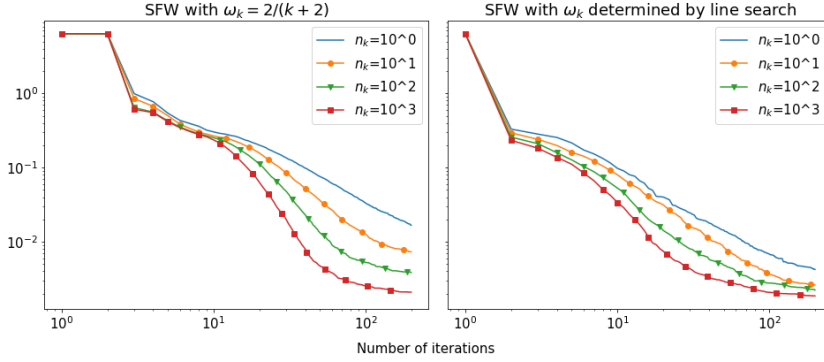 SFW with ω_k = 2/(k + 2)
SFW with ω_k determined by line search
n_k=10^0
n_k=10^1
n_k=10^2
n_k=10^3
n_k=10^0
n_k=10^1
n_k=10^2
n_k=10^3
10^0
10^-1
10^-2
10^0
10^1
10^2
10^0
10^1
10^2
Number of iterations